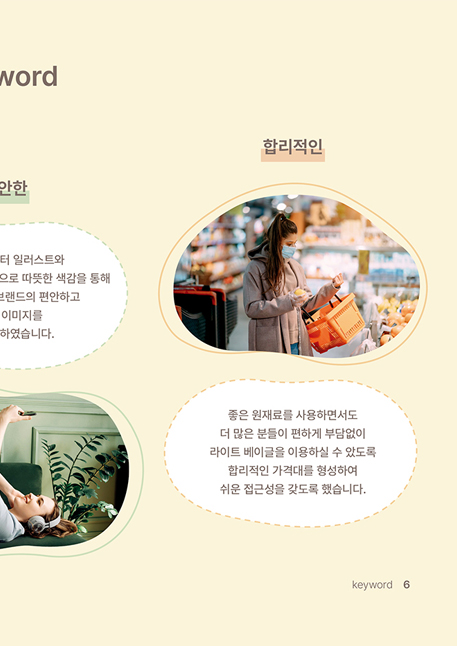 word
합리적인
안한
터 일러스트와
으로 따뜻한 색감을 통해
브랜드의 편안하고
이미지를
하였습니다.
좋은 원재료를 사용하면서도
더 많은 분들이 편하게 부담없이
라이트 베이글을 이용하실 수 았도록
합리적인 가격대를 형성하여
쉬운 접근성을 갖도록 했습니다.
keyword 6